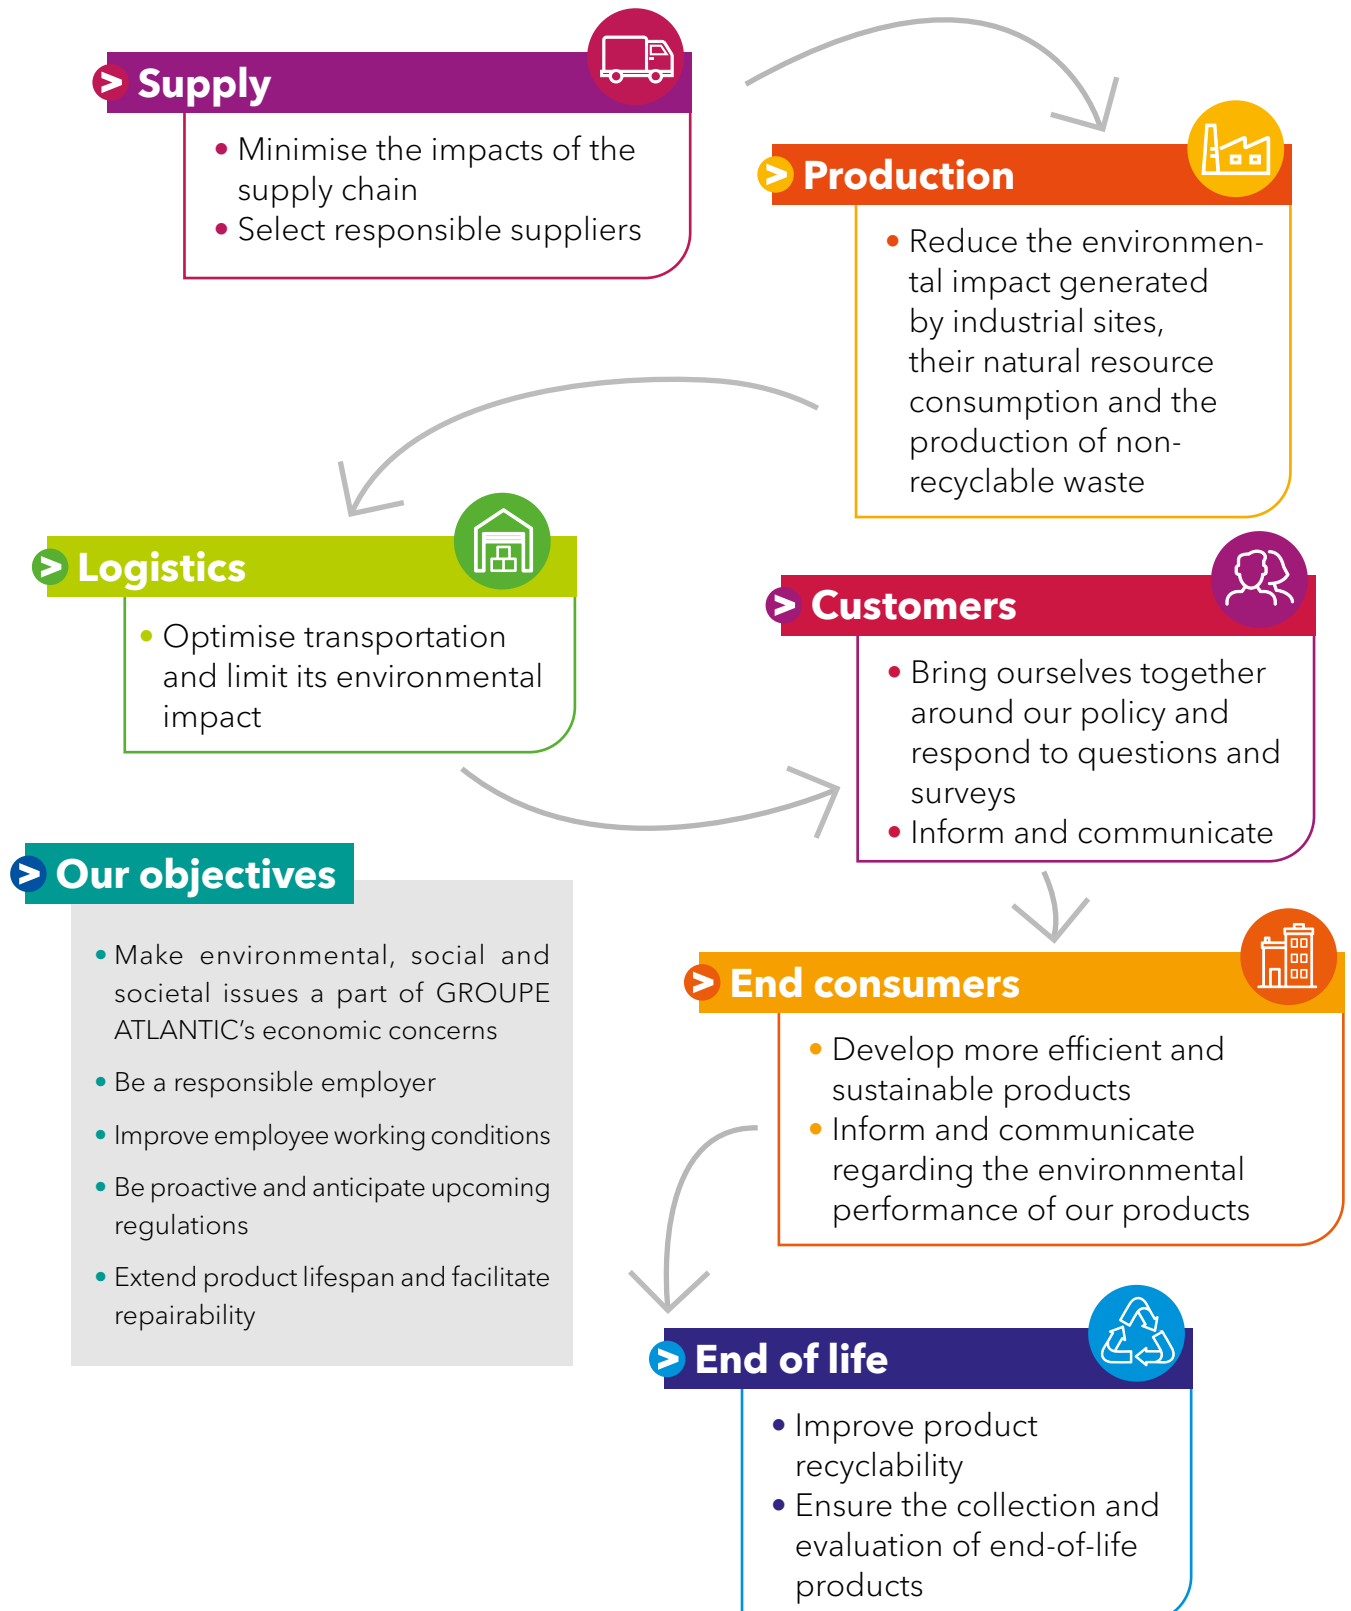 Supply
• Minimise the impacts of the
supply chain
• Select responsible suppliers
Production
• Reduce the environmen-
tal impact generated
by industrial sites,
their natural resource
consumption and the
production of non-
recyclable waste
Logistics
• Optimise transportation
and limit its environmental
impact
Customers
• Bring ourselves together
around our policy and
respond to questions and
surveys
• Inform and communicate
Our objectives
• Make environmental, social and
societal issues a part of GROUPE
ATLANTIC’s economic concerns
• Be a responsible employer
• Improve employee working conditions
• Be proactive and anticipate upcoming
regulations
• Extend product lifespan and facilitate
repairability
End consumers
• Develop more efficient and
sustainable products
• Inform and communicate
regarding the environmental
performance of our products
End of life
• Improve product
recyclability
• Ensure the collection and
evaluation of end-of-life
products